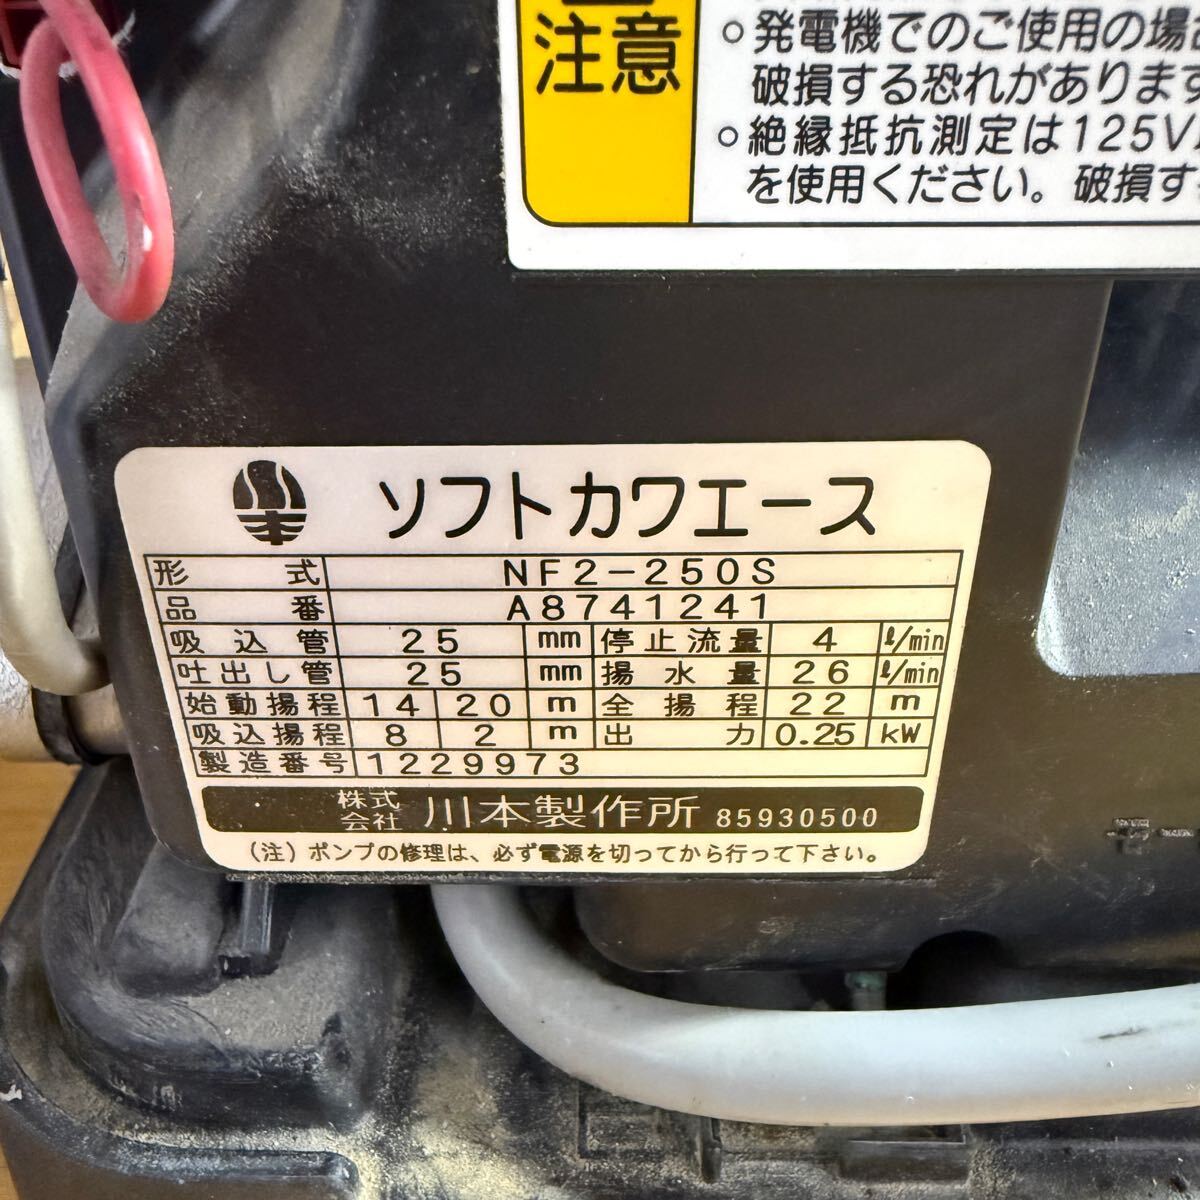 注意
○発電機でのご使用の場
破損する恐れがあります
○絶縁抵抗測定は125V
を使用ください。破損す
ソフトカワエース
形式 NF2-250S
品番 A8741241
吸込管 25 mm 停止流量 4 ℓ/min
吐出し管 25 mm 揚水量 26 ℓ/min
始動揚程 14 20 m 全揚程 22 m
吸込揚程 8 2 m 出力 0.25 kW
製造番号 1229973
株式会社 川本製作所 85930500
(注) ポンプの修理は、必ず電源を切ってから行って下さい。